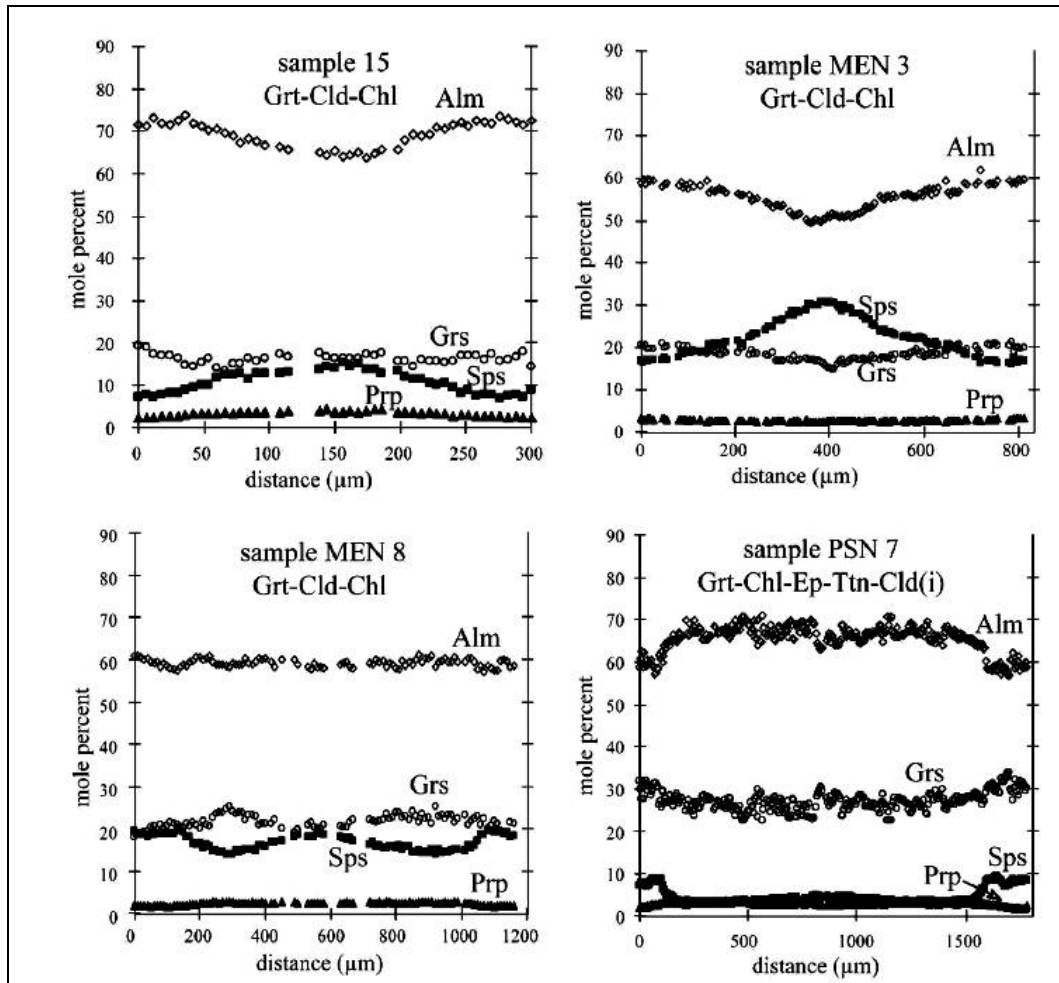 sample 15
Grt-Cld-Chl
Alm
Grs
Sps
Prp
mole percent
90
80
70
60
50
40
30
20
10
0
0 50 100 150 200 250 300
distance (µm)
sample MEN 3
Grt-Cld-Chl
Alm
Sps
Grs
Prp
mole percent
90
80
70
60
50
40
30
20
10
0
0 200 400 600 800
distance (µm)
sample MEN 8
Grt-Cld-Chl
Alm
Grs
Sps
Prp
mole percent
90
80
70
60
50
40
30
20
10
0
0 200 400 600 800 1000 1200
distance (µm)
sample PSN 7
Grt-Chl-Ep-Ttn-Cld(i)
Alm
Grs
Sps
Prp
mole percent
90
80
70
60
50
40
30
20
10
0
0 500 1000 1500
distance (µm)